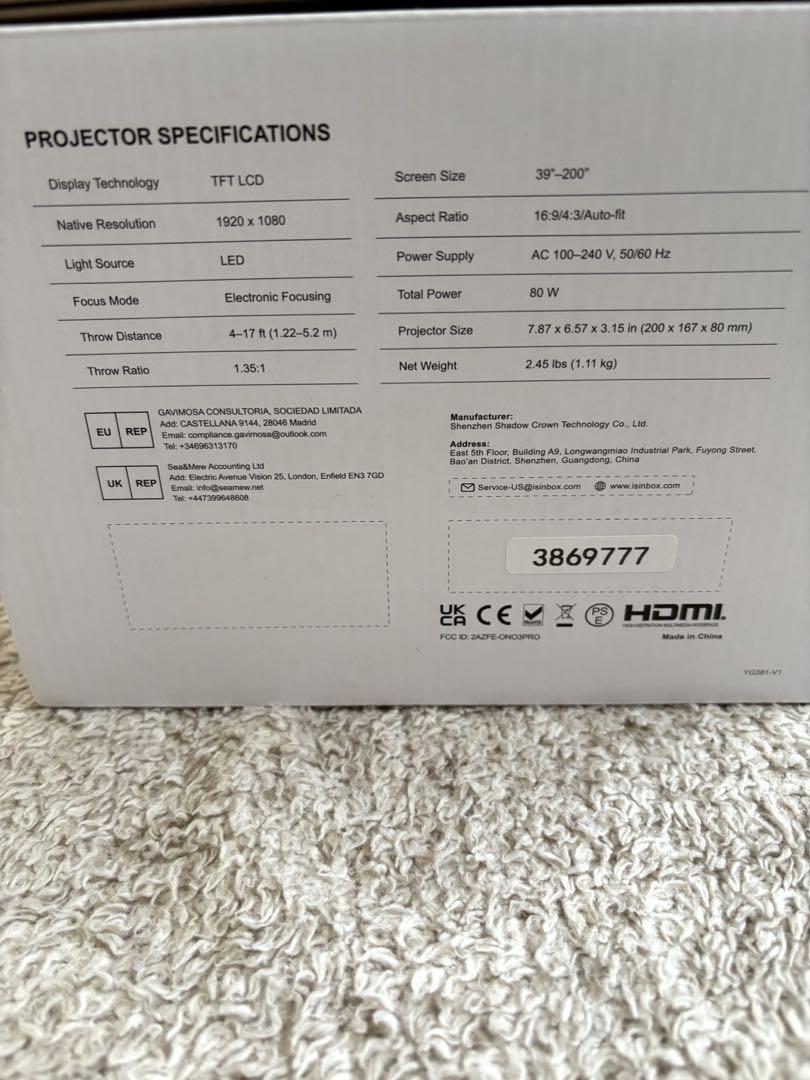 PROJECTOR SPECIFICATIONS
Display Technology TFT LCD
Native Resolution 1920 x 1080
Light Source LED
Focus Mode Electronic Focusing
Throw Distance 4–17 ft (1.22–5.2 m)
Throw Ratio 1.35:1
Screen Size 39"–200"
Aspect Ratio 16:9/4:3/Auto-fit
Power Supply AC 100–240 V, 50/60 Hz
Total Power 80 W
Projector Size 7.87 x 6.57 x 3.15 in (200 x 167 x 80 mm)
Net Weight 2.45 lbs (1.11 kg)
EU REP
GAVIMOSA CONSULTORIA, SOCIEDAD LIMITADA
Add: CASTELLANA 9144, 28046 Madrid
Email: compliance.gavimosa@outlook.com
Tel: +34696313170
UK REP
Sea&Mew Accounting Ltd
Add: Electric Avenue Vision 25, London, Enfield EN3 7GD
Email: info@seamew.net
Tel: +447399648608
Manufacturer:
Shenzhen Shadow Crown Technology Co., Ltd.
Address:
East 5th Floor, Building A9, Longwangmiao Industrial Park, Fuyong Street,
Bao'an District, Shenzhen, Guangdong, China
Service-US@isinbox.com www.isinbox.com
3869777
UK
CA
CE
RoHS
PS
E
HDMI
HIGH-DEFINITION MULTIMEDIA INTERFACE
FCC ID: 2AZFE-ONO3PRO
Made in China
YG381-V1